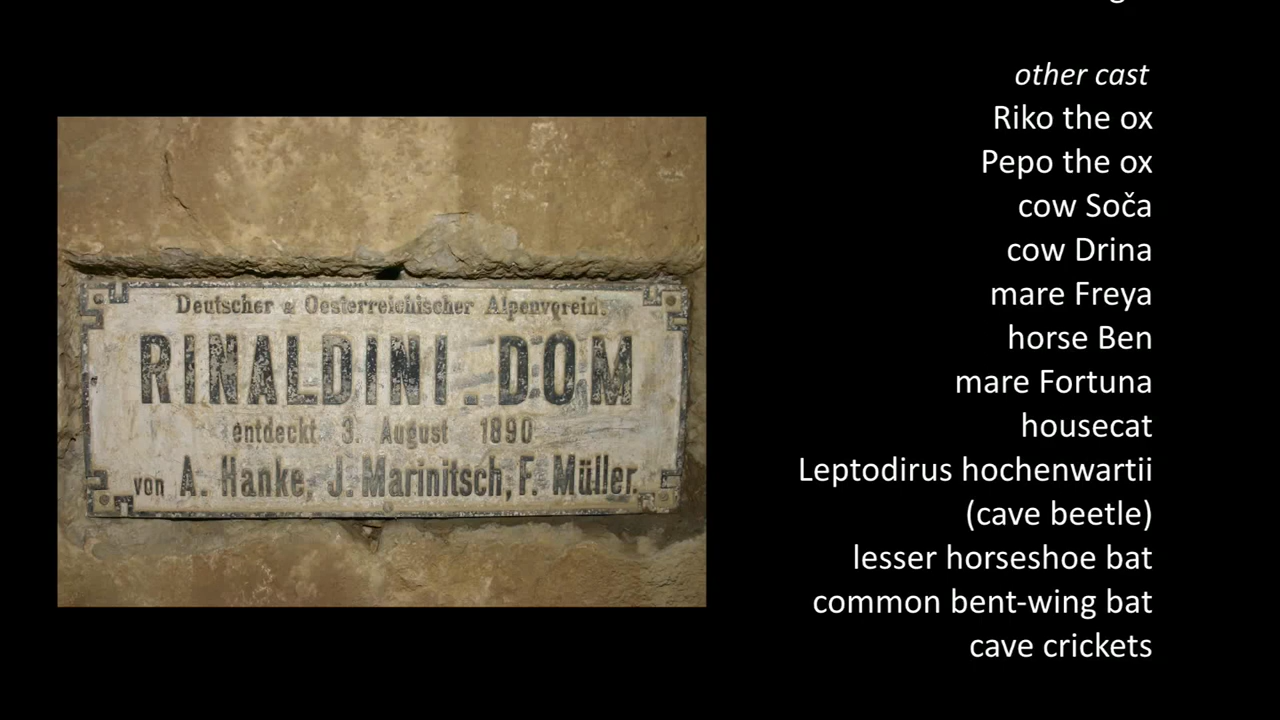 Deutscher & Oesterreichischer Alpenverein.
RINALDINI.DOM
entdeckt 3. August 1890
von A. Hanke, J. Marinitsch, F. Müller.
other cast
Riko the ox
Pepo the ox
cow Soča
cow Drina
mare Freya
horse Ben
mare Fortuna
housecat
Leptodirus hochenwartii
(cave beetle)
lesser horseshoe bat
common bent-wing bat
cave crickets